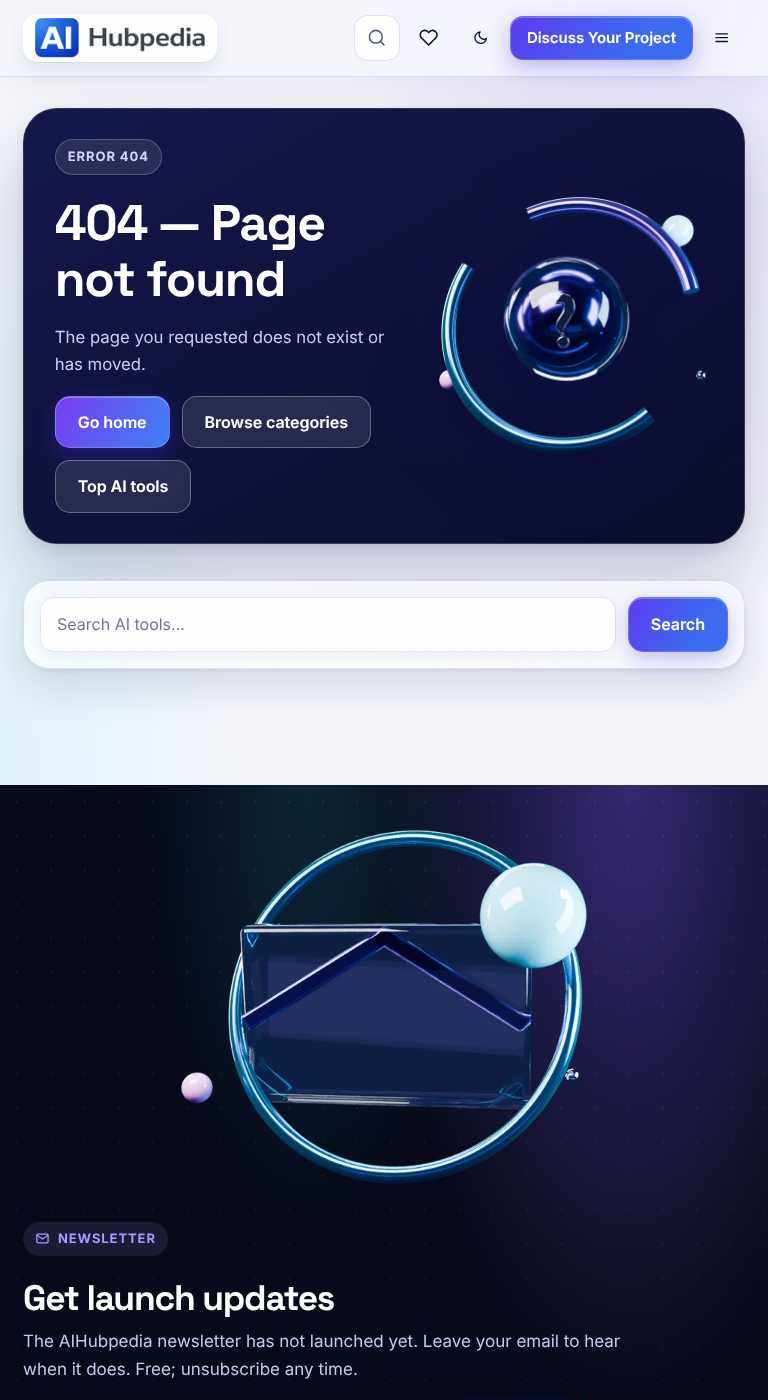 AI Hubpedia
Discuss Your Project
ERROR 404
404 — Page
not found
The page you requested does not exist or
has moved.
Go home
Browse categories
Top AI tools
?
Search AI tools...
Search
NEWSLETTER
Get launch updates
The AIHubpedia newsletter has not launched yet. Leave your email to hear
when it does. Free; unsubscribe any time.